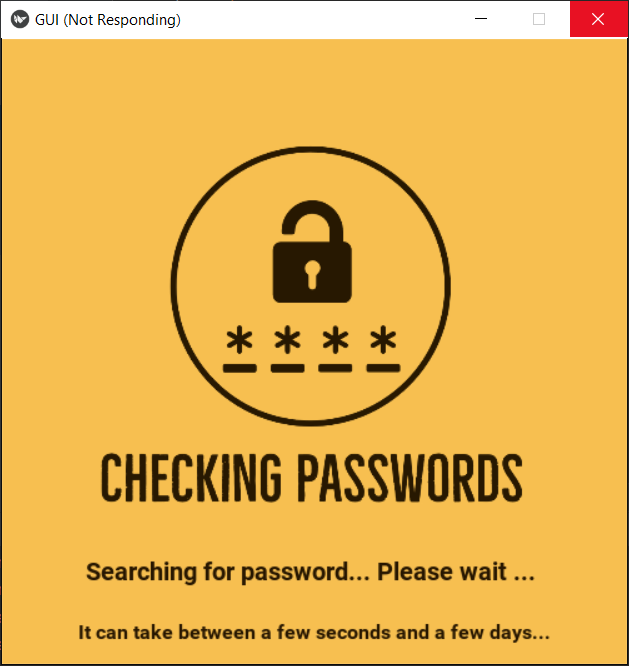 GUI (Not Responding)
* * * *
CHECKING PASSWORDS
Searching for password... Please wait ...
It can take between a few seconds and a few days...